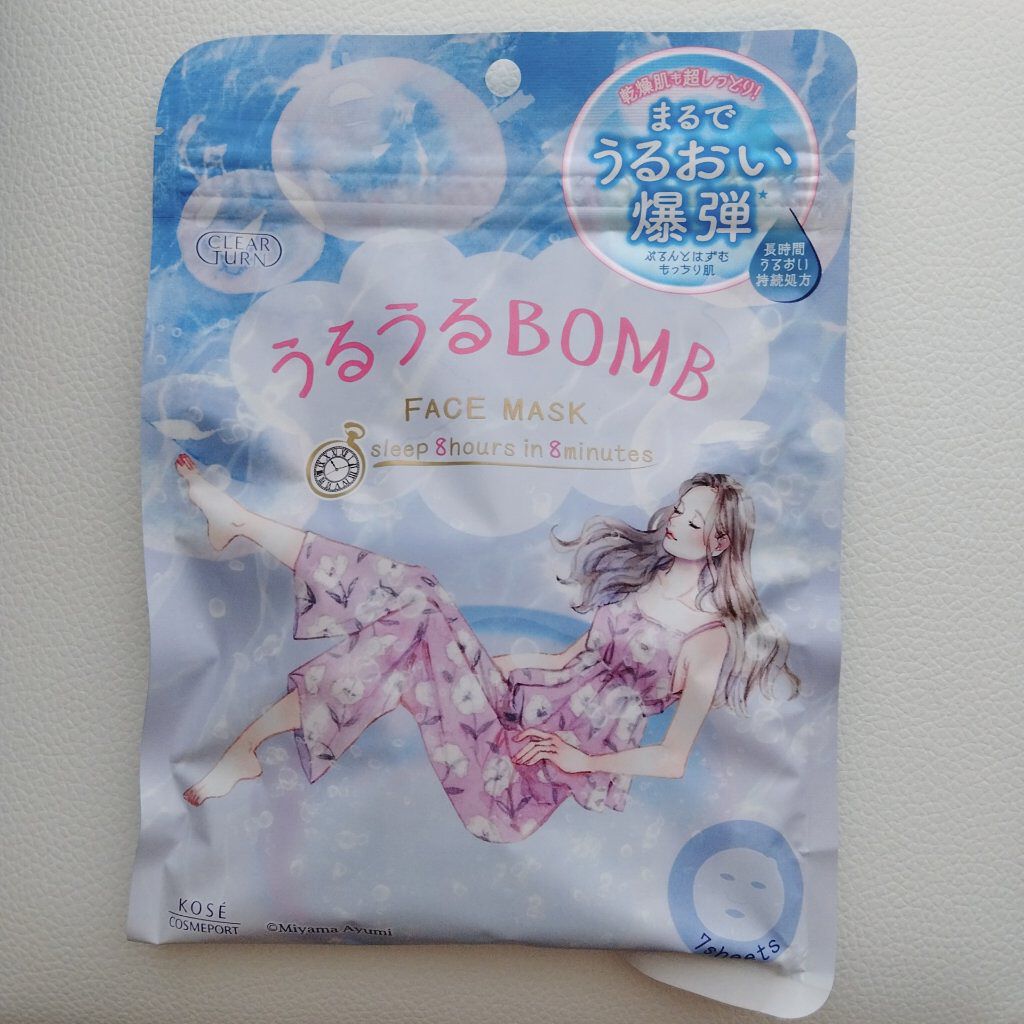 乾燥肌も超しっとり!
まるで
うるおい
爆弾*
ぷるんとはずむ
もっちり肌
長時間
うるおい
持続処方
CLEAR
TURN
うるうるBOMB
FACE MASK
sleep 8hours in 8minutes
7sheets
KOSÉ
COSMEPORT
©Miyama Ayumi